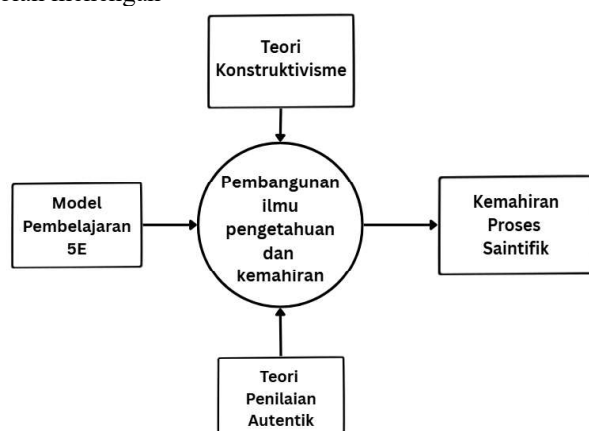 Teori
Konstruktivisme
Model
Pembelajaran
5E
Pembangunan
ilmu
pengetahuan
dan
kemahiran
Kemahiran
Proses
Saintifik
Teori
Penilaian
Autentik